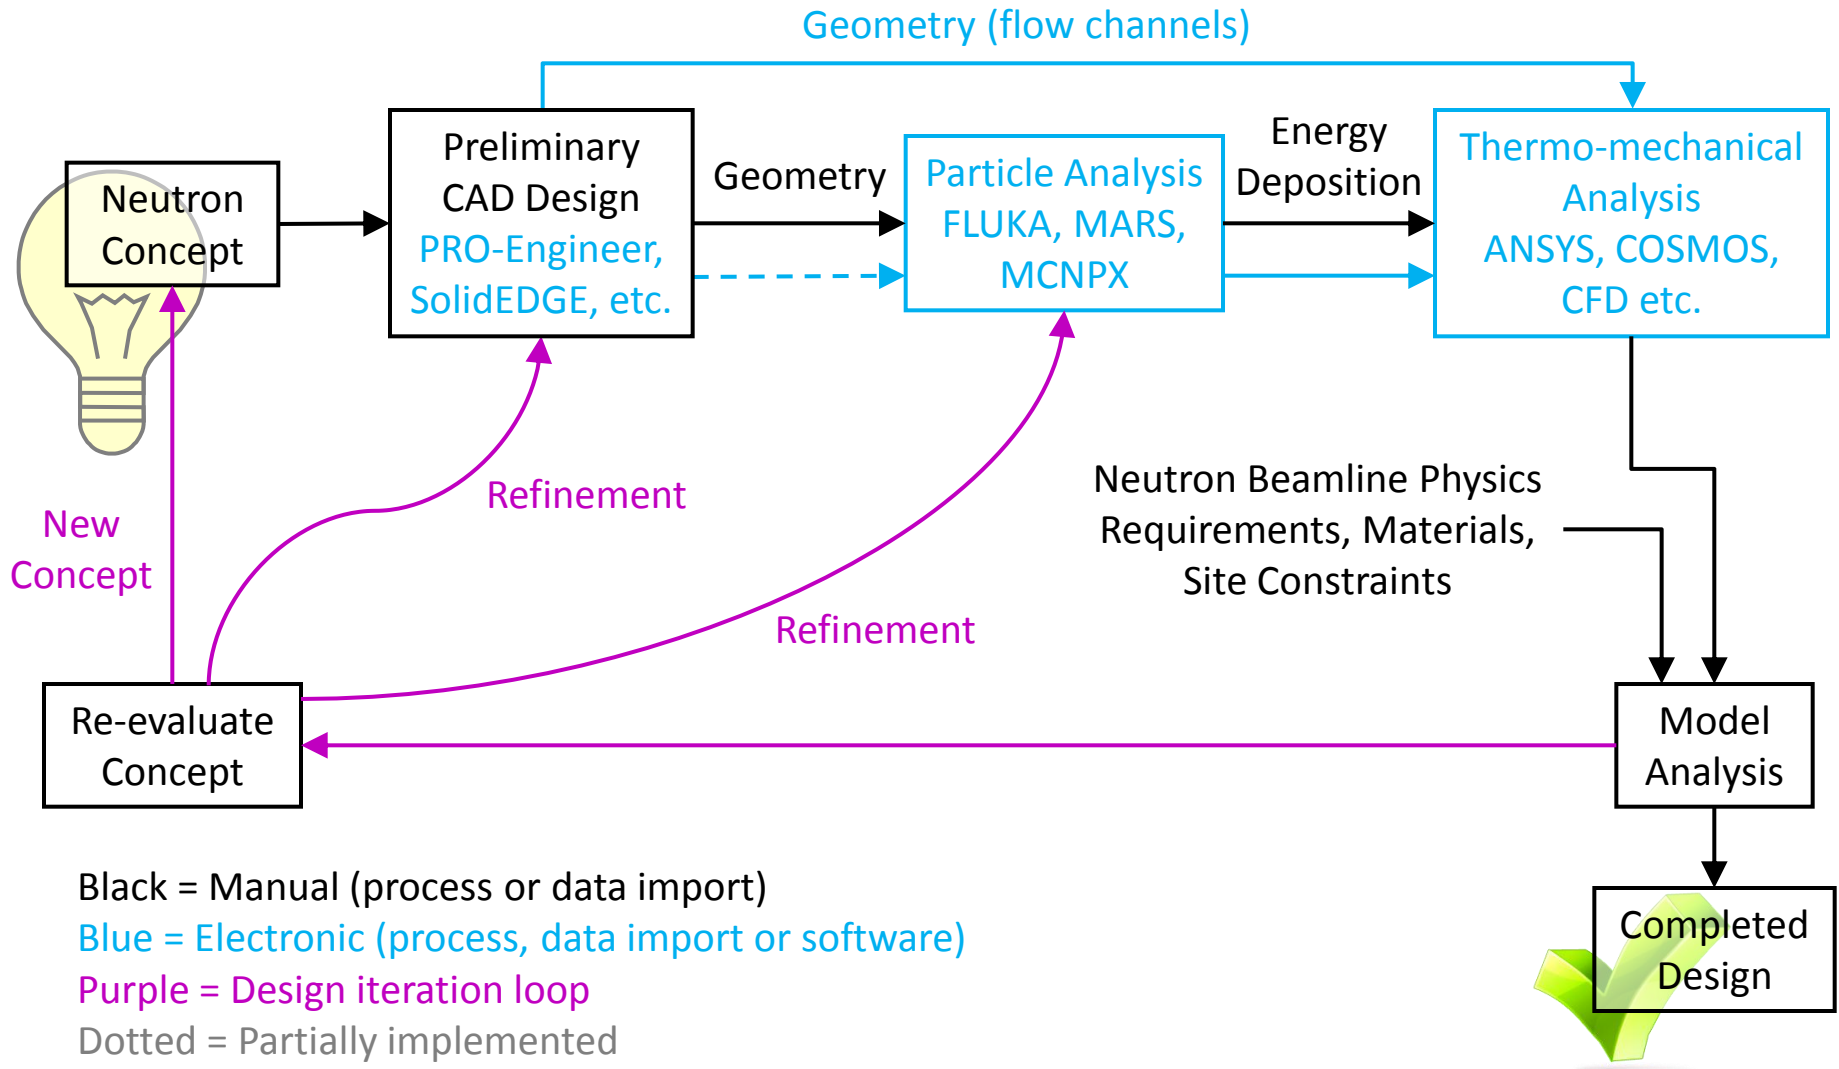 Geometry (flow channels)
Neutron
Concept
Preliminary
CAD Design
PRO-Engineer,
SolidEDGE, etc.
Geometry
Particle Analysis
FLUKA, MARS,
MCNPX
Energy
Deposition
Thermo-mechanical
Analysis
ANSYS, COSMOS,
CFD etc.
New
Concept
Refinement
Refinement
Neutron Beamline Physics
Requirements, Materials,
Site Constraints
Re-evaluate
Concept
Model
Analysis
Completed
Design
Black = Manual (process or data import)
Blue = Electronic (process, data import or software)
Purple = Design iteration loop
Dotted = Partially implemented